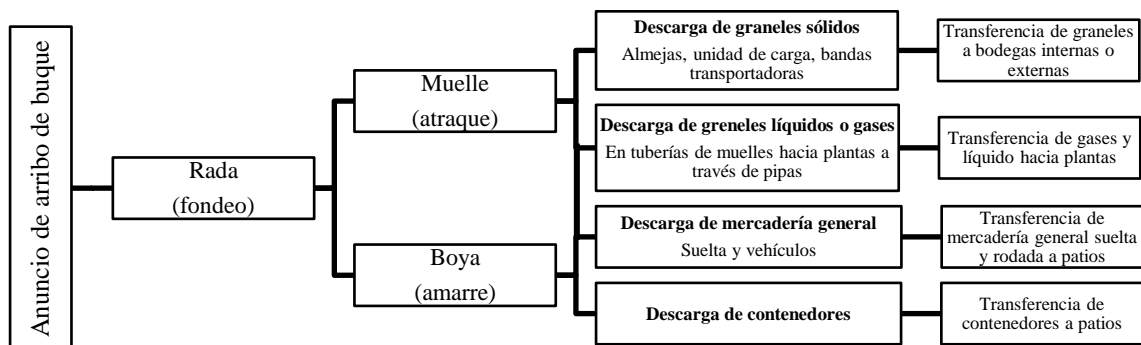 Anuncio de arribo de buque
Rada
(fondeo)
Muelle
(atraque)
Boya
(amarre)
Descarga de graneles sólidos
Almejas, unidad de carga, bandas
transportadoras
Transferencia de graneles
a bodegas internas o
externas
Descarga de greneles líquidos o gases
En tuberías de muelles hacia plantas a
través de pipas
Transferencia de gases y
líquido hacia plantas
Descarga de mercadería general
Suelta y vehículos
Transferencia de
mercadería general suelta
y rodada a patios
Descarga de contenedores
Transferencia de
contenedores a patios